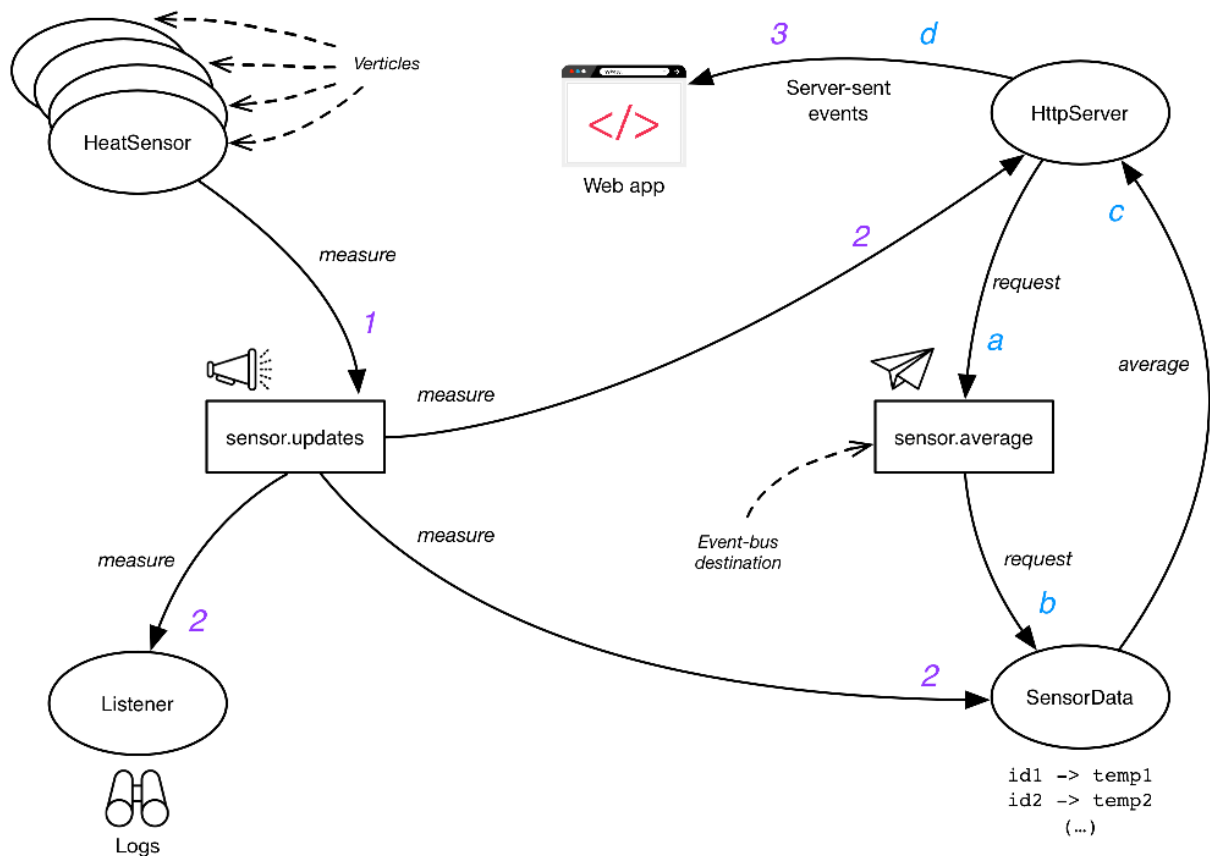 3
d
Verticles
Server-sent
events
HeatSensor
HttpServer
</>
Web app
c
2
measure
request
1
a
average
measure
sensor.updates
sensor.average
measure
Event-bus
destination
measure
request
2
b
2
Listener
SensorData
id1 -> temp1
id2 -> temp2
(…)
Logs